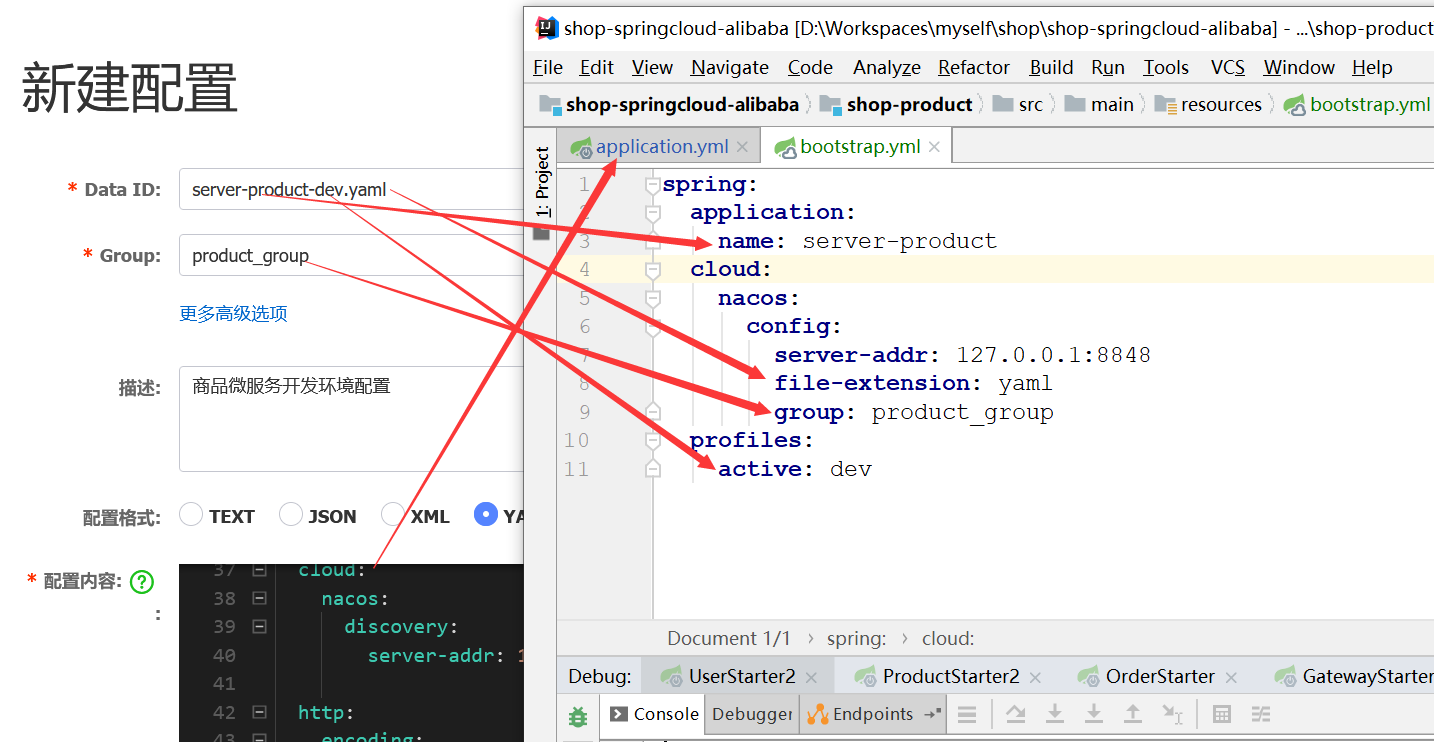 新建配置
* Data ID: server-product-dev.yaml
* Group: product_group
更多高级选项
描述: 商品微服务开发环境配置
配置格式: TEXT JSON XML YA
* 配置内容: ?
:
37 cloud:
38 nacos:
39 discovery:
40 server-addr: 1
41
42 http:
43 encoding:
shop-springcloud-alibaba [D:\Workspaces\myself\shop\shop-springcloud-alibaba] - ...\shop-product
File Edit View Navigate Code Analyze Refactor Build Run Tools VCS Window Help
shop-springcloud-alibaba shop-product src main resources bootstrap.yml
application.yml bootstrap.yml
1: Project
1 spring:
2 application:
3 name: server-product
4 cloud:
5 nacos:
6 config:
7 server-addr: 127.0.0.1:8848
8 file-extension: yaml
9 group: product_group
10 profiles:
11 active: dev
Document 1/1 › spring: › cloud:
Debug: UserStarter2 ProductStarter2 OrderStarter GatewayStarter
Console Debugger Endpoints